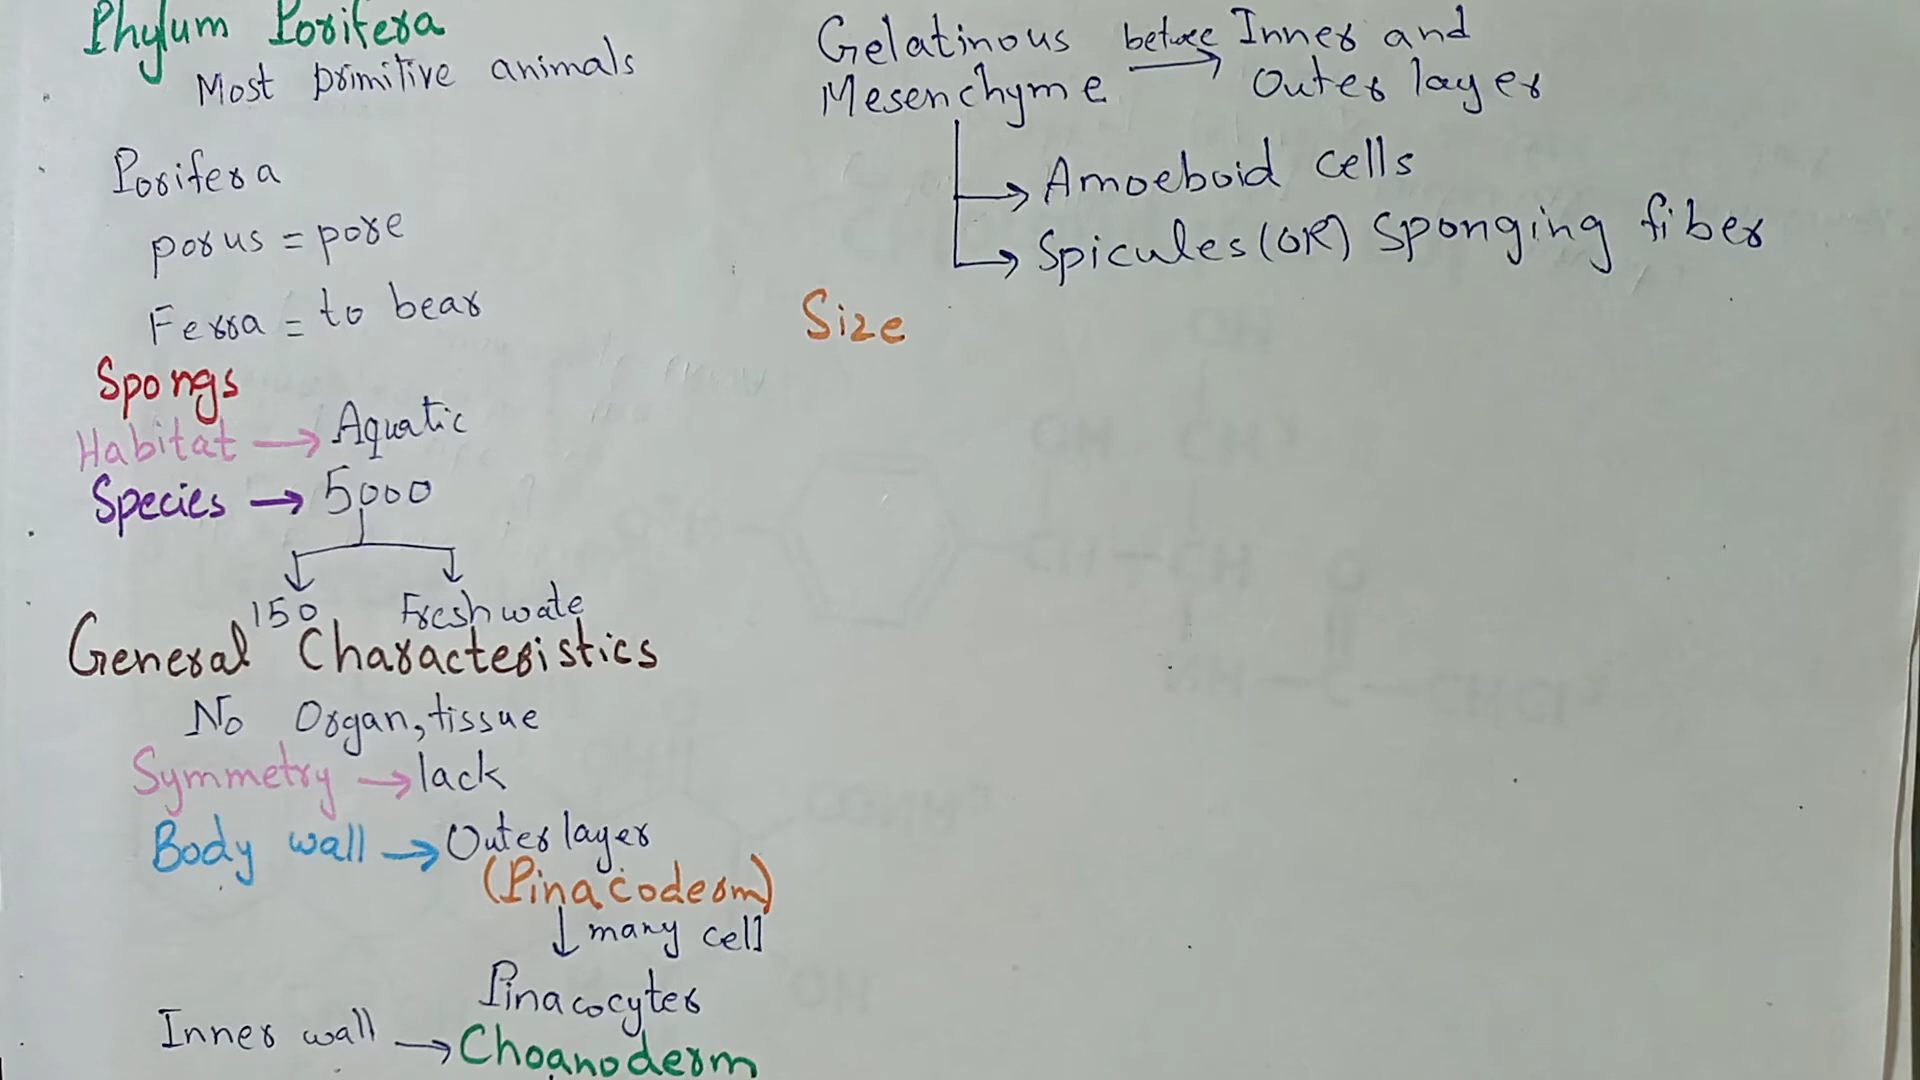 Phylum Porifera
Most primitive animals
Porifera
porus = pore
Ferra = to bear
Spongs
Habitat → Aquatic
Species → 5000
150 Fresh wate
General Characteristics
No Organ, tissue
Symmetry → lack
Body wall → Outer layer
(Pinacoderm)
↓ many cell
Pinacocytes
Inner wall → Choanoderm
Gelatinous Mesenchyme → Inner and
Outer layer
→ Amoeboid cells
→ Spicules (OR) Sponging fiber
Size